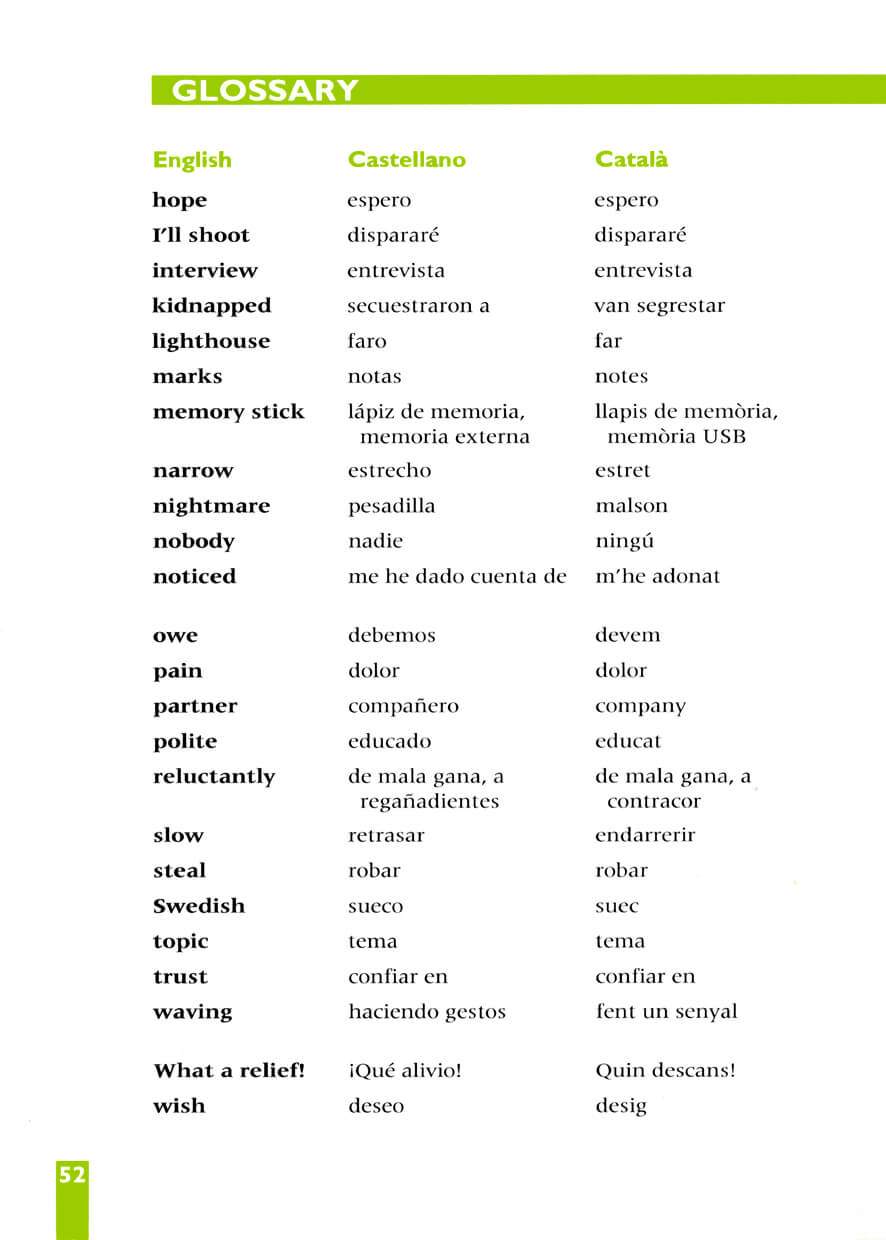 GLOSSARY
English Castellano Català
hope espero espero
I'll shoot dispararé dispararé
interview entrevista entrevista
kidnapped secuestraron a van segrestar
lighthouse faro far
marks notas notes
memory stick lápiz de memoria, llapis de memòria,
memoria externa memòria USB
narrow estrecho estret
nightmare pesadilla malson
nobody nadie ningú
noticed me he dado cuenta de m'he adonat
owe debemos devem
pain dolor dolor
partner compañero company
polite educado educat
reluctantly de mala gana, a de mala gana, a
regañadientes contracor
slow retrasar endarrerir
steal robar robar
Swedish sueco suec
topic tema tema
trust confiar en confiar en
waving haciendo gestos fent un senyal
What a relief! ¡Qué alivio! Quin descans!
wish deseo desig
52